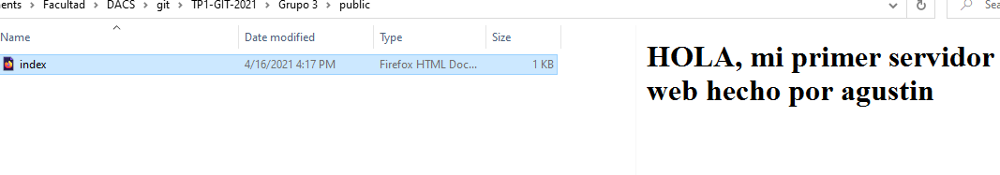 ents › Facultad › DACS › git › TP1-GIT-2021 › Grupo 3 › public
Sea
Name Date modified Type Size
index 4/16/2021 4:17 PM Firefox HTML Doc... 1 KB
HOLA, mi primer servidor
web hecho por agustin